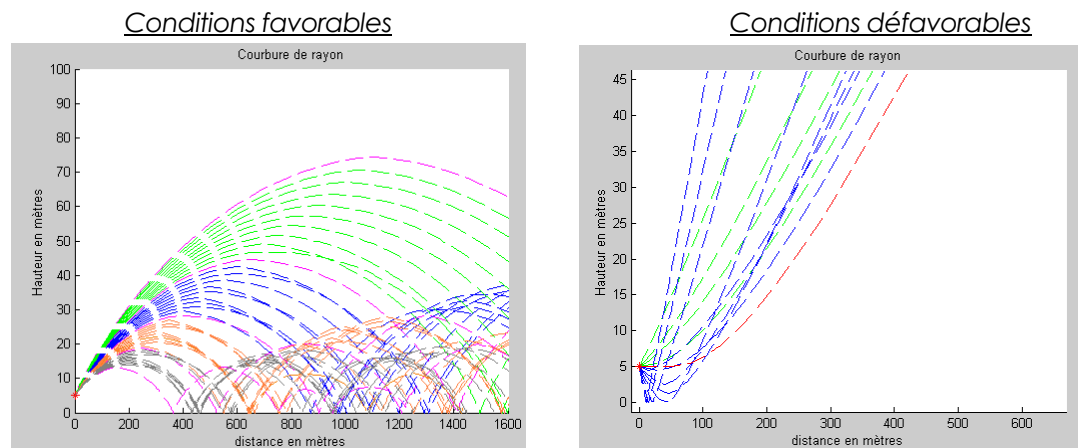 Conditions favorables
Courbure de rayon
Hauteur en mètres
100
90
80
70
60
50
40
30
20
10
0
0 200 400 600 800 1000 1200 1400 1600
distance en mètres
Conditions défavorables
Courbure de rayon
Hauteur en mètres
45
40
35
30
25
20
15
10
5
0
0 100 200 300 400 500 600
distance en mètres